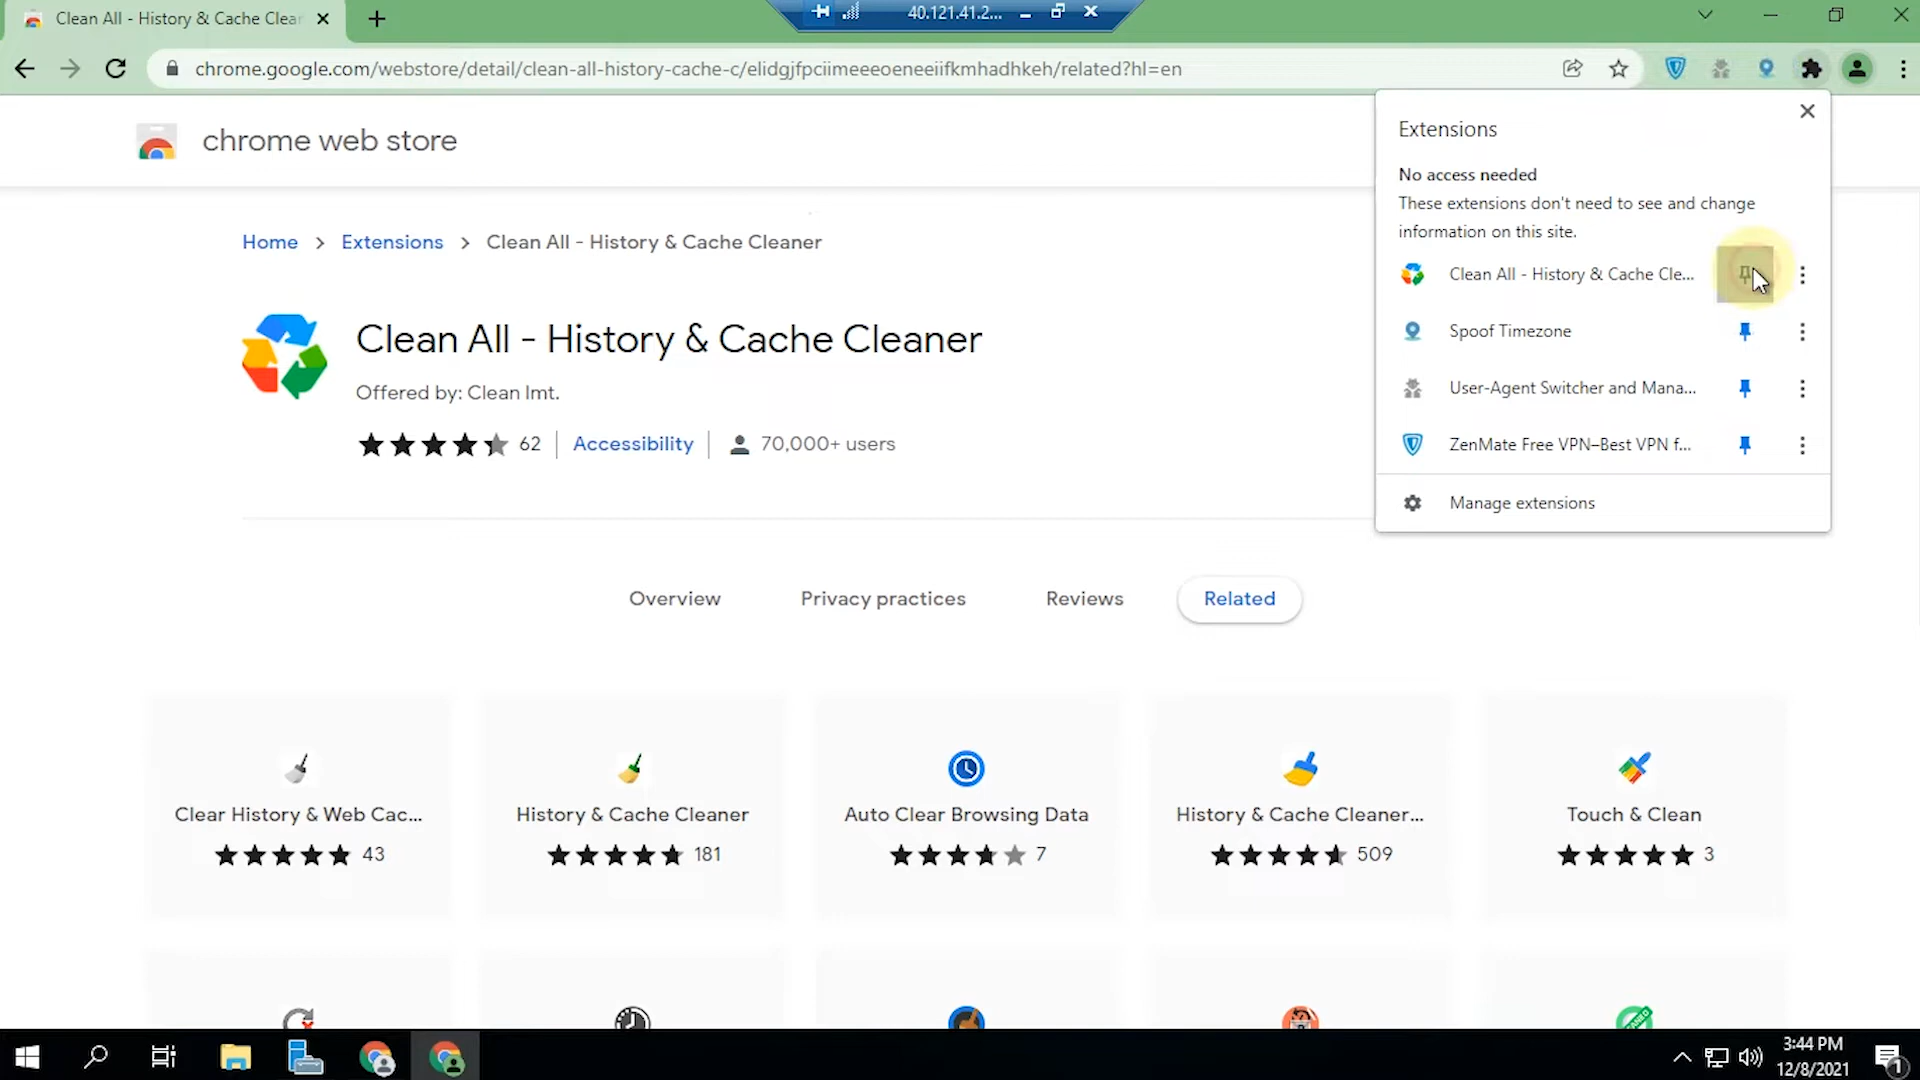 Clean All - History & Cache Clear
40.121.41.2...
chrome.google.com/webstore/detail/clean-all-history-cache-c/elidgjfpciimeeeoeneeiifkmhadhkeh/related?hl=en
chrome web store
Extensions
No access needed
These extensions don't need to see and change
information on this site.
Clean All - History & Cache Cle...
Spoof Timezone
User-Agent Switcher and Mana...
ZenMate Free VPN–Best VPN f...
Manage extensions
Home > Extensions > Clean All - History & Cache Cleaner
Clean All - History & Cache Cleaner
Offered by: Clean lmt.
62 Accessibility 70,000+ users
Overview Privacy practices Reviews Related
Clear History & Web Cac... History & Cache Cleaner Auto Clear Browsing Data History & Cache Cleaner... Touch & Clean
43 181 7 509 3
3:44 PM
12/8/2021
1